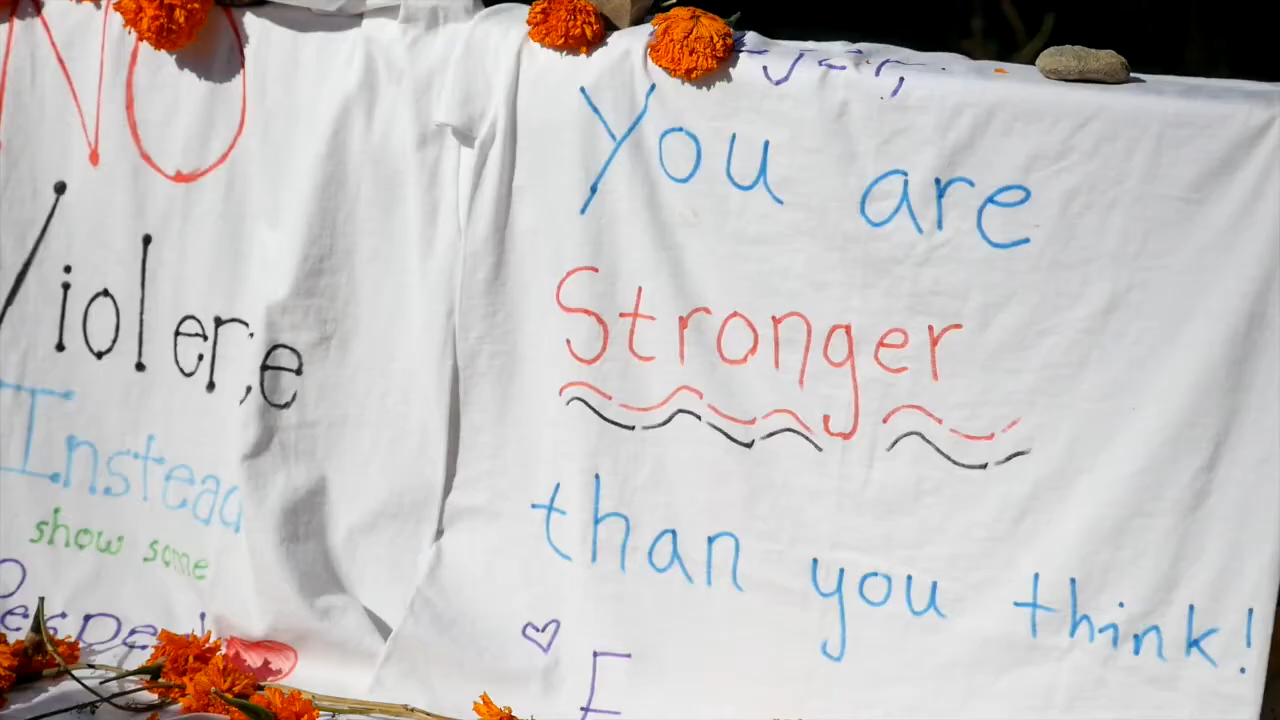 NO
Violence
Instead
show some
Respect
You are
Stronger
than you think!